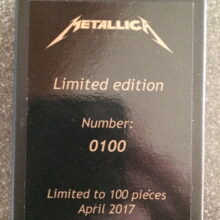 METALLICA
Limited edition
Number:
0100
Limited to 100 pieces
April 2017